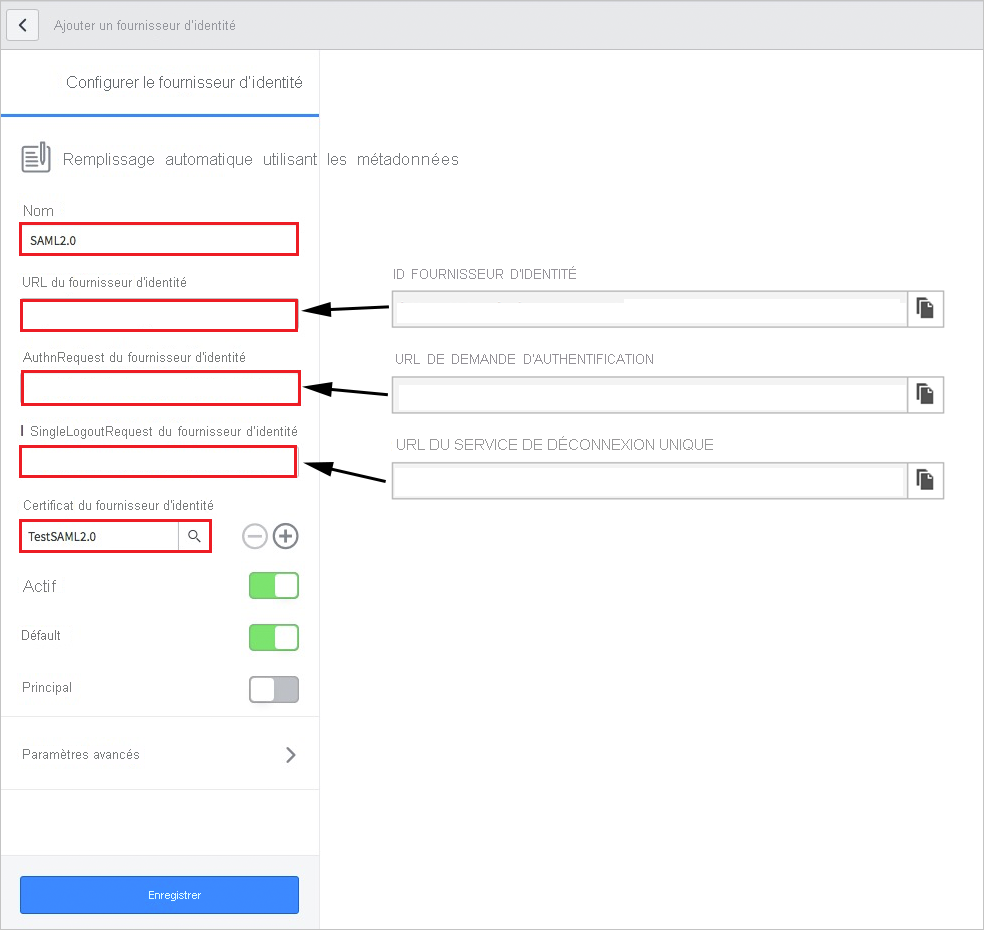 Ajouter un fournisseur d'identité
Configurer le fournisseur d'identité
Remplissage automatique utilisant les métadonnées
Nom
SAML2.0
URL du fournisseur d'identité
AuthnRequest du fournisseur d'identité
I SingleLogoutRequest du fournisseur d'identité
Certificat du fournisseur d'identité
TestSAML2.0
Actif
Défault
Principal
Paramètres avancés
Enregistrer
ID FOURNISSEUR D'IDENTITÉ
URL DE DEMANDE D'AUTHENTIFICATION
URL DU SERVICE DE DÉCONNEXION UNIQUE